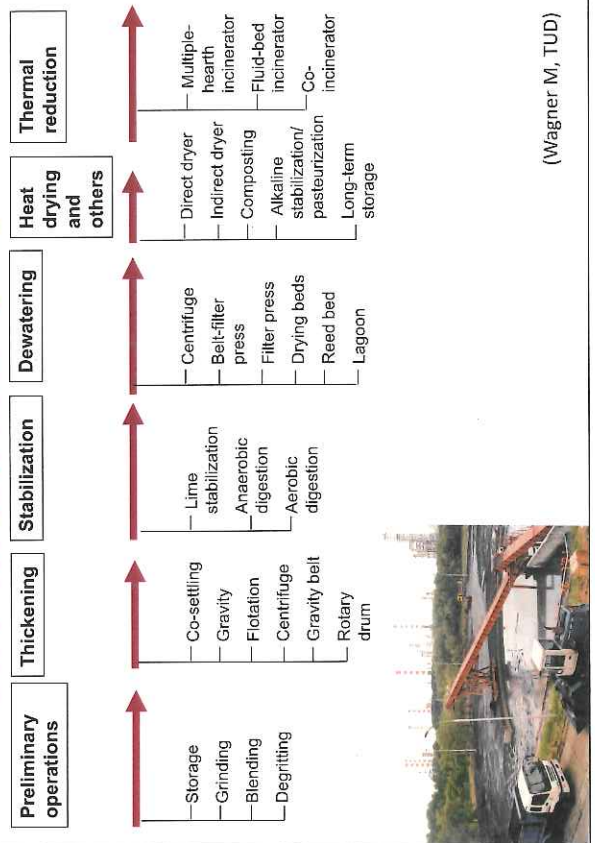 Preliminary
operations
Storage
Grinding
Blending
Degritting
Thickening
Co-settling
Gravity
Flotation
Centrifuge
Gravity belt
Rotary
drum
Stabilization
Lime
stabilization
Anaerobic
digestion
Aerobic
digestion
Dewatering
Centrifuge
Belt-filter
press
Filter press
Drying beds
Reed bed
Lagoon
Heat
drying
and
others
Direct dryer
Indirect dryer
Composting
Alkaline
stabilization/
pasteurization
Long-term
storage
Thermal
reduction
Multiple-
hearth
incinerator
Fluid-bed
incinerator
Co-
incinerator
(Wagner M, TUD)